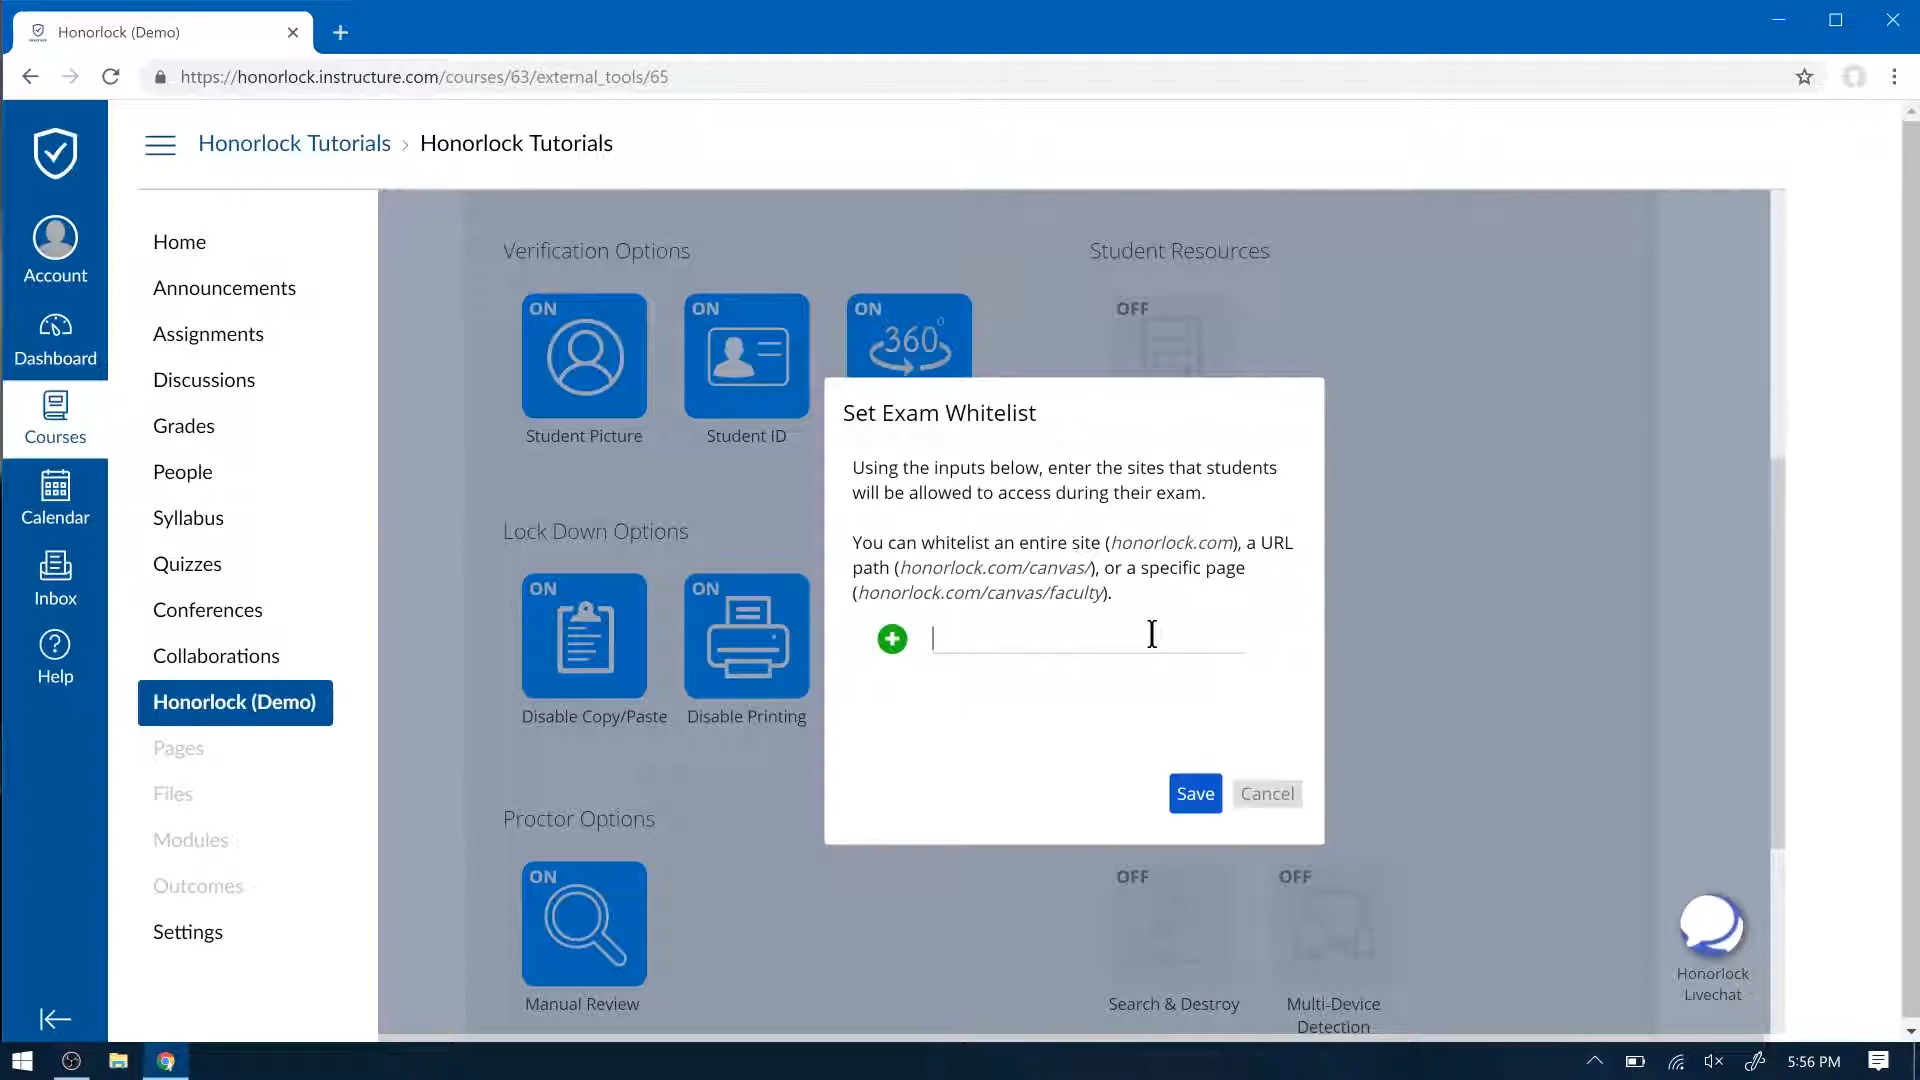 Honorlock (Demo)
https://honorlock.instructure.com/courses/63/external_tools/65
Honorlock Tutorials › Honorlock Tutorials
Account
Dashboard
Courses
Calendar
Inbox
Help
Home
Announcements
Assignments
Discussions
Grades
People
Syllabus
Quizzes
Conferences
Collaborations
Honorlock (Demo)
Pages
Files
Modules
Outcomes
Settings
Verification Options
ON
Student Picture
ON
Student ID
ON
360°
Student Resources
OFF
Lock Down Options
ON
Disable Copy/Paste
ON
Disable Printing
Proctor Options
ON
Manual Review
OFF
Search & Destroy
OFF
Multi-Device
Detection
Set Exam Whitelist
Using the inputs below, enter the sites that students
will be allowed to access during their exam.
You can whitelist an entire site (honorlock.com), a URL
path (honorlock.com/canvas/), or a specific page
(honorlock.com/canvas/faculty).
Save
Cancel
Honorlock
Livechat
5:56 PM